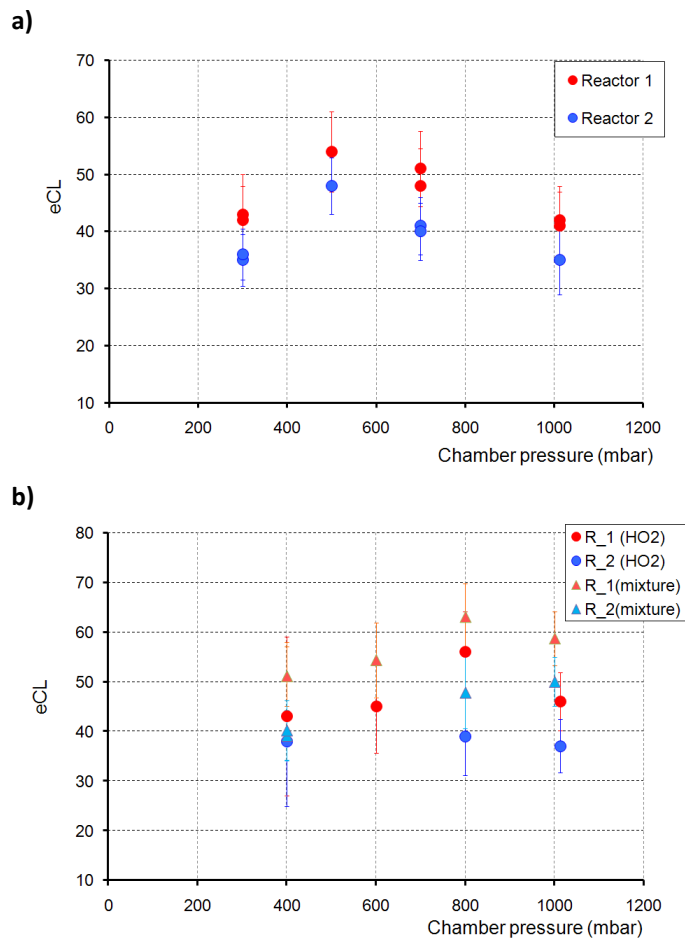 a)
70
60
50
40
30
20
10
eCL
Reactor 1
Reactor 2
0 200 400 600 800 1000 1200
Chamber pressure (mbar)
b)
80
70
60
50
40
30
20
10
0
eCL
R_1 (HO2)
R_2 (HO2)
R_1(mixture)
R_2(mixture)
0 200 400 600 800 1000 1200
Chamber pressure (mbar)